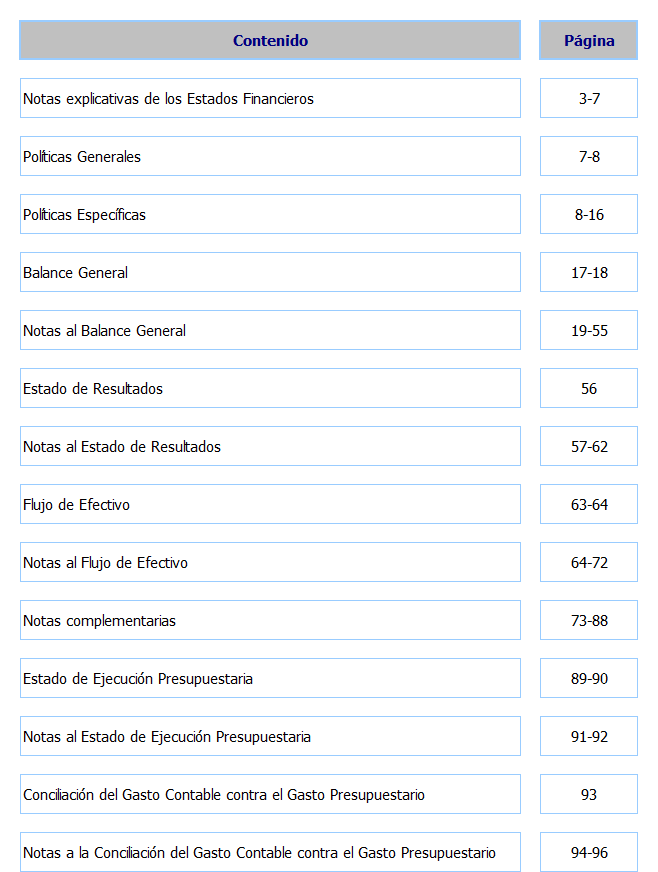 Contenido Página
Notas explicativas de los Estados Financieros 3-7
Políticas Generales 7-8
Políticas Específicas 8-16
Balance General 17-18
Notas al Balance General 19-55
Estado de Resultados 56
Notas al Estado de Resultados 57-62
Flujo de Efectivo 63-64
Notas al Flujo de Efectivo 64-72
Notas complementarias 73-88
Estado de Ejecución Presupuestaria 89-90
Notas al Estado de Ejecución Presupuestaria 91-92
Conciliación del Gasto Contable contra el Gasto Presupuestario 93
Notas a la Conciliación del Gasto Contable contra el Gasto Presupuestario 94-96